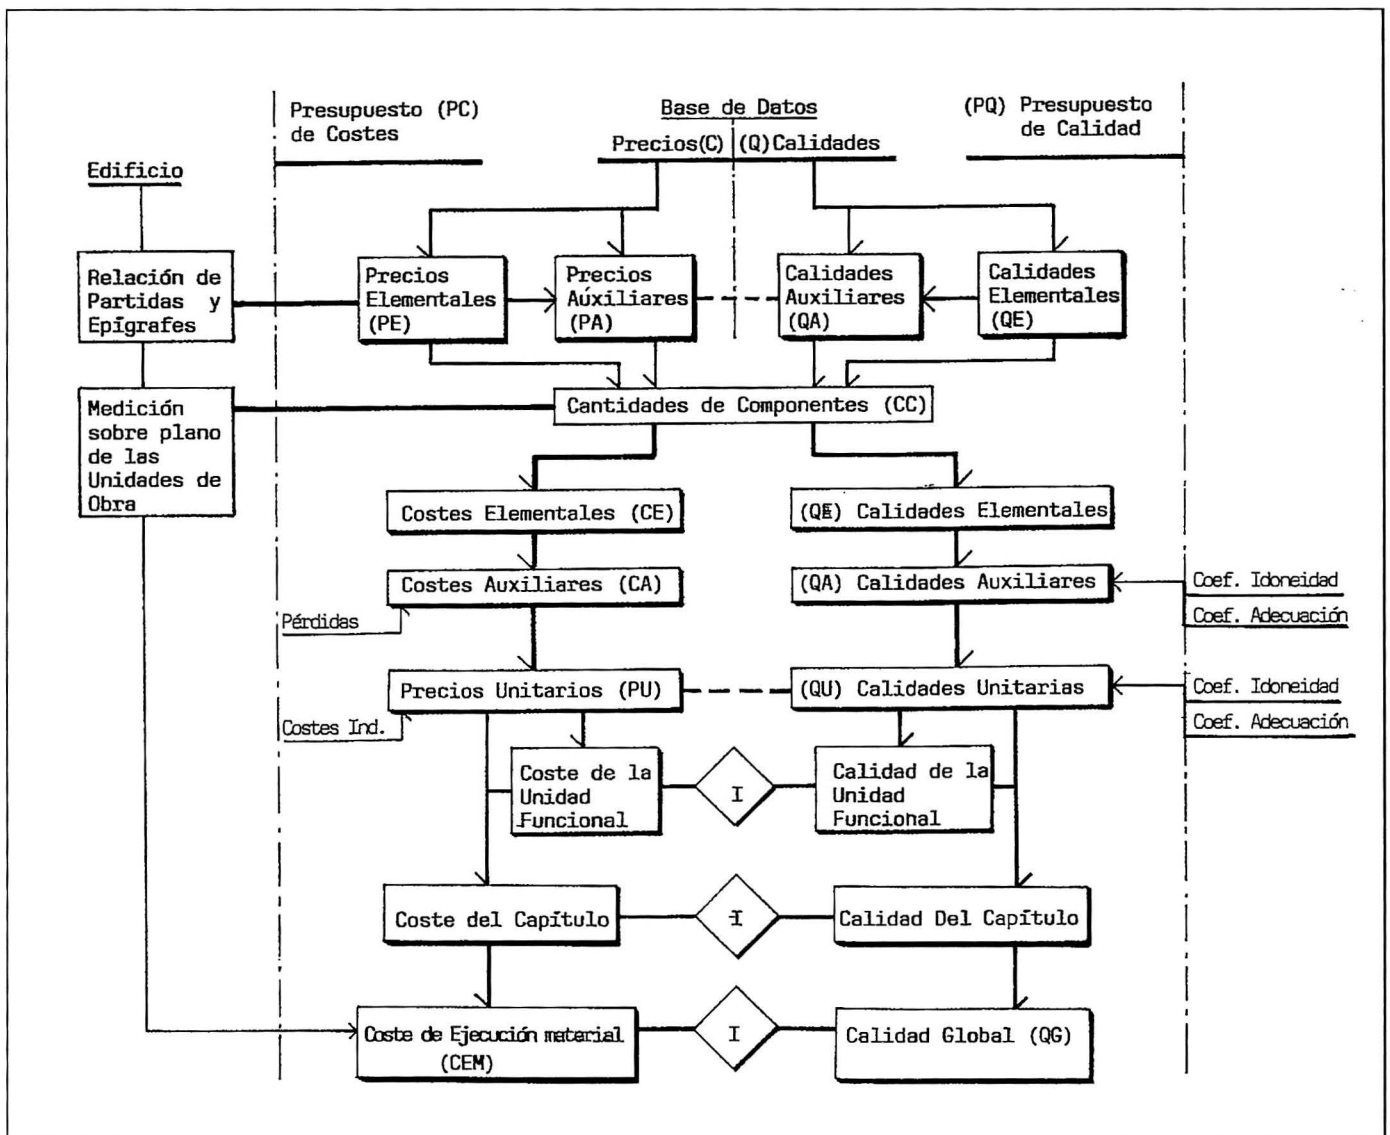 Presupuesto (PC)
de Costes
Base de Datos
Precios(C)
(Q)Calidades
(PQ) Presupuesto
de Calidad
Edificio
Relación de
Partidas y
Epígrafes
Precios
Elementales
(PE)
Precios
Aúxiliares
(PA)
Calidades
Auxiliares
(QA)
Calidades
Elementales
(QE)
Medición
sobre plano
de las
Unidades de
Obra
Cantidades de Componentes (CC)
Costes Elementales (CE)
(QE) Calidades Elementales
Costes Auxiliares (CA)
(QA) Calidades Auxiliares
Coef. Idoneidad
Coef. Adecuación
Pérdidas
Precios Unitarios (PU)
(QU) Calidades Unitarias
Coef. Idoneidad
Coef. Adecuación
Costes Ind.
Coste de la
Unidad
Funcional
I
Calidad de la
Unidad
Funcional
Coste del Capítulo
I
Calidad Del Capítulo
Coste de Ejecución material
(CEM)
I
Calidad Global (QG)